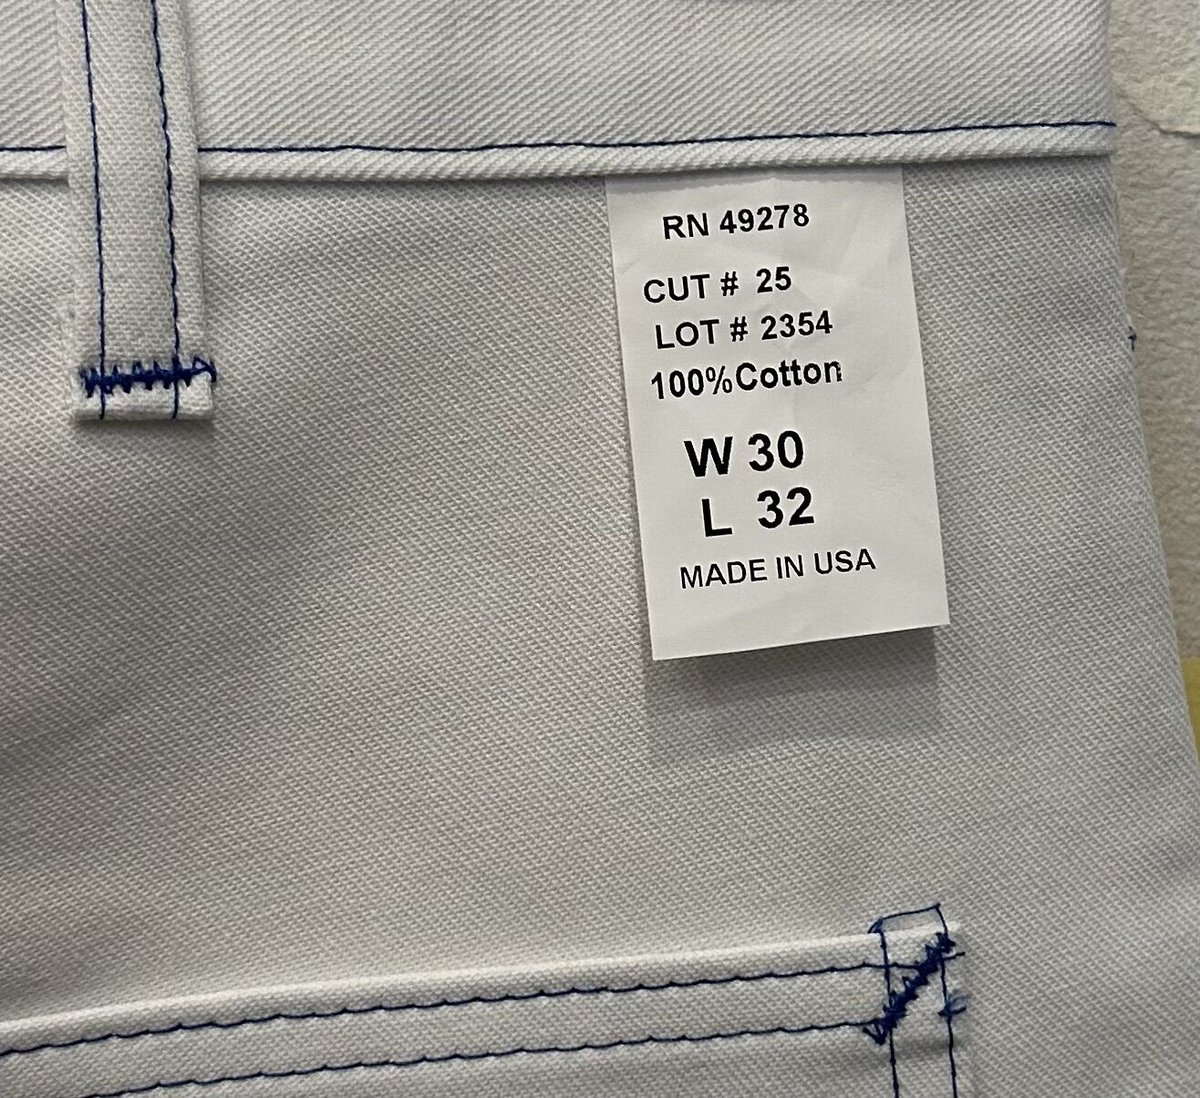 RN 49278
CUT # 25
LOT # 2354
100%Cotton
W 30
L 32
MADE IN USA